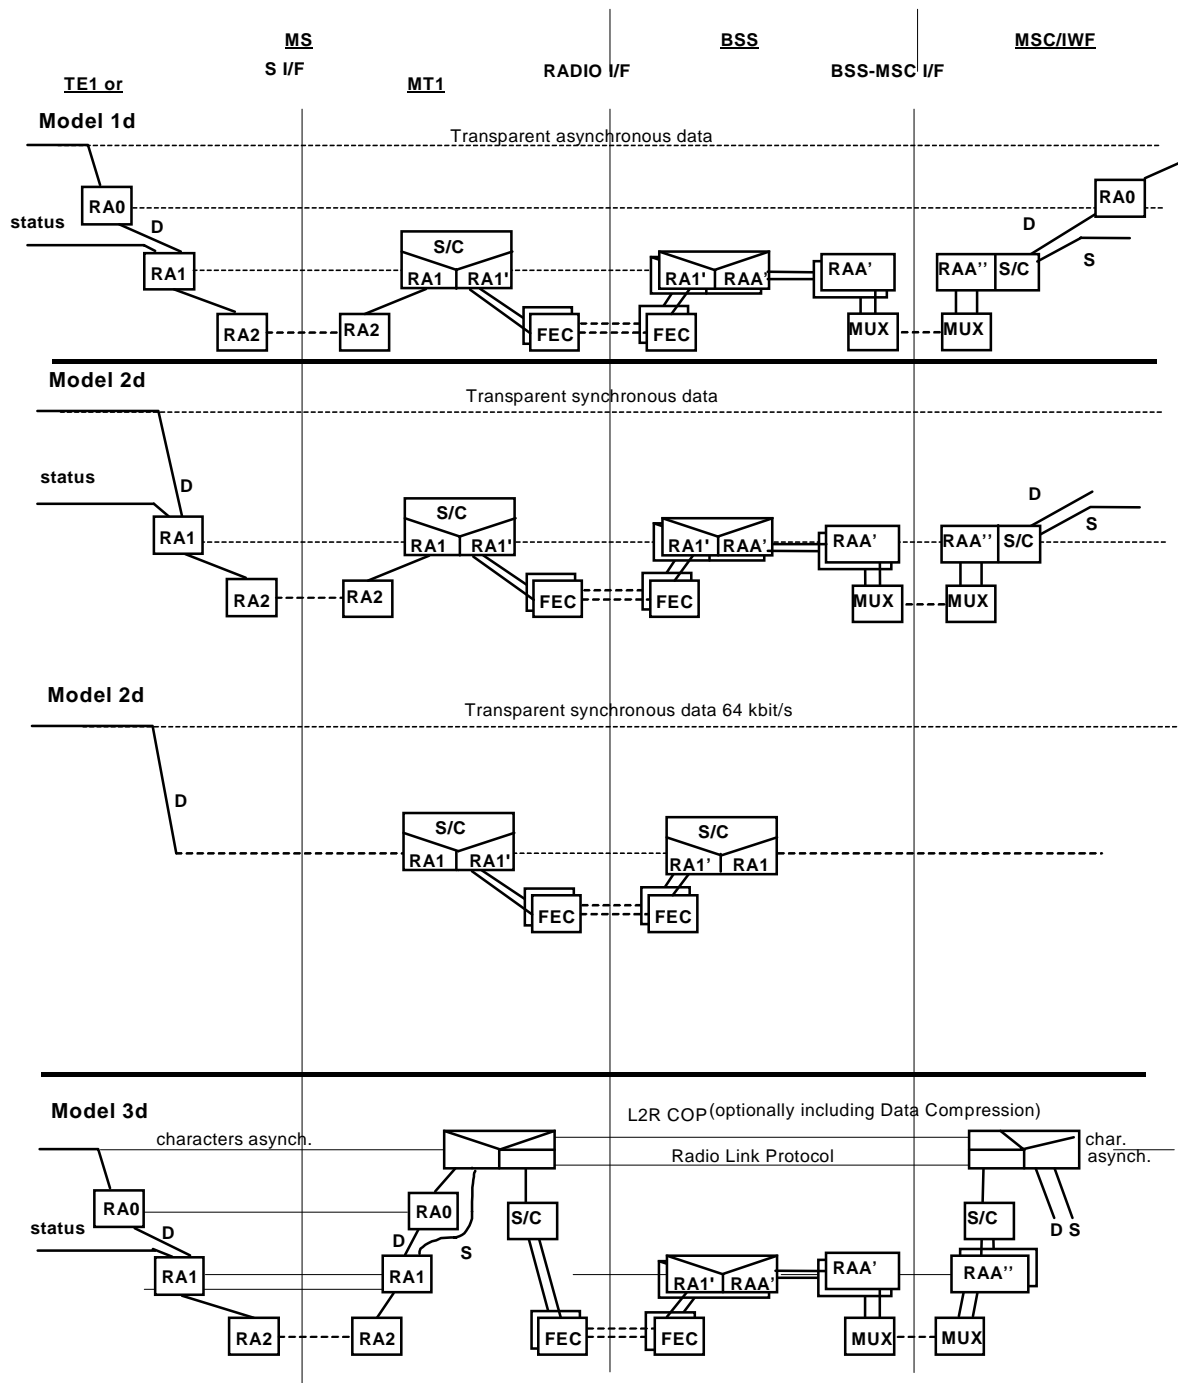 MS BSS MSC/IWF
S I/F RADIO I/F BSS-MSC I/F
TE1 or MT1
Model 1d
Transparent asynchronous data
RA0 RA0
status D D
S/C S
RA1 RA1 RA1' RA1' RAA' RAA' RAA'' S/C
RA2 RA2 FEC FEC MUX MUX
Model 2d
Transparent synchronous data
status D D
S/C S
RA1 RA1 RA1' RA1' RAA' RAA' RAA'' S/C
RA2 RA2 FEC FEC MUX MUX
Model 2d
Transparent synchronous data 64 kbit/s
D
S/C S/C
RA1 RA1' RA1' RA1
FEC FEC
Model 3d
L2R COP (optionally including Data Compression)
characters asynch. char.
Radio Link Protocol asynch.
RA0 RA0 S/C S/C
status D D S D S
RA1 RA1 RA1' RAA' RAA' RAA''
RA2 RA2 FEC FEC MUX MUX